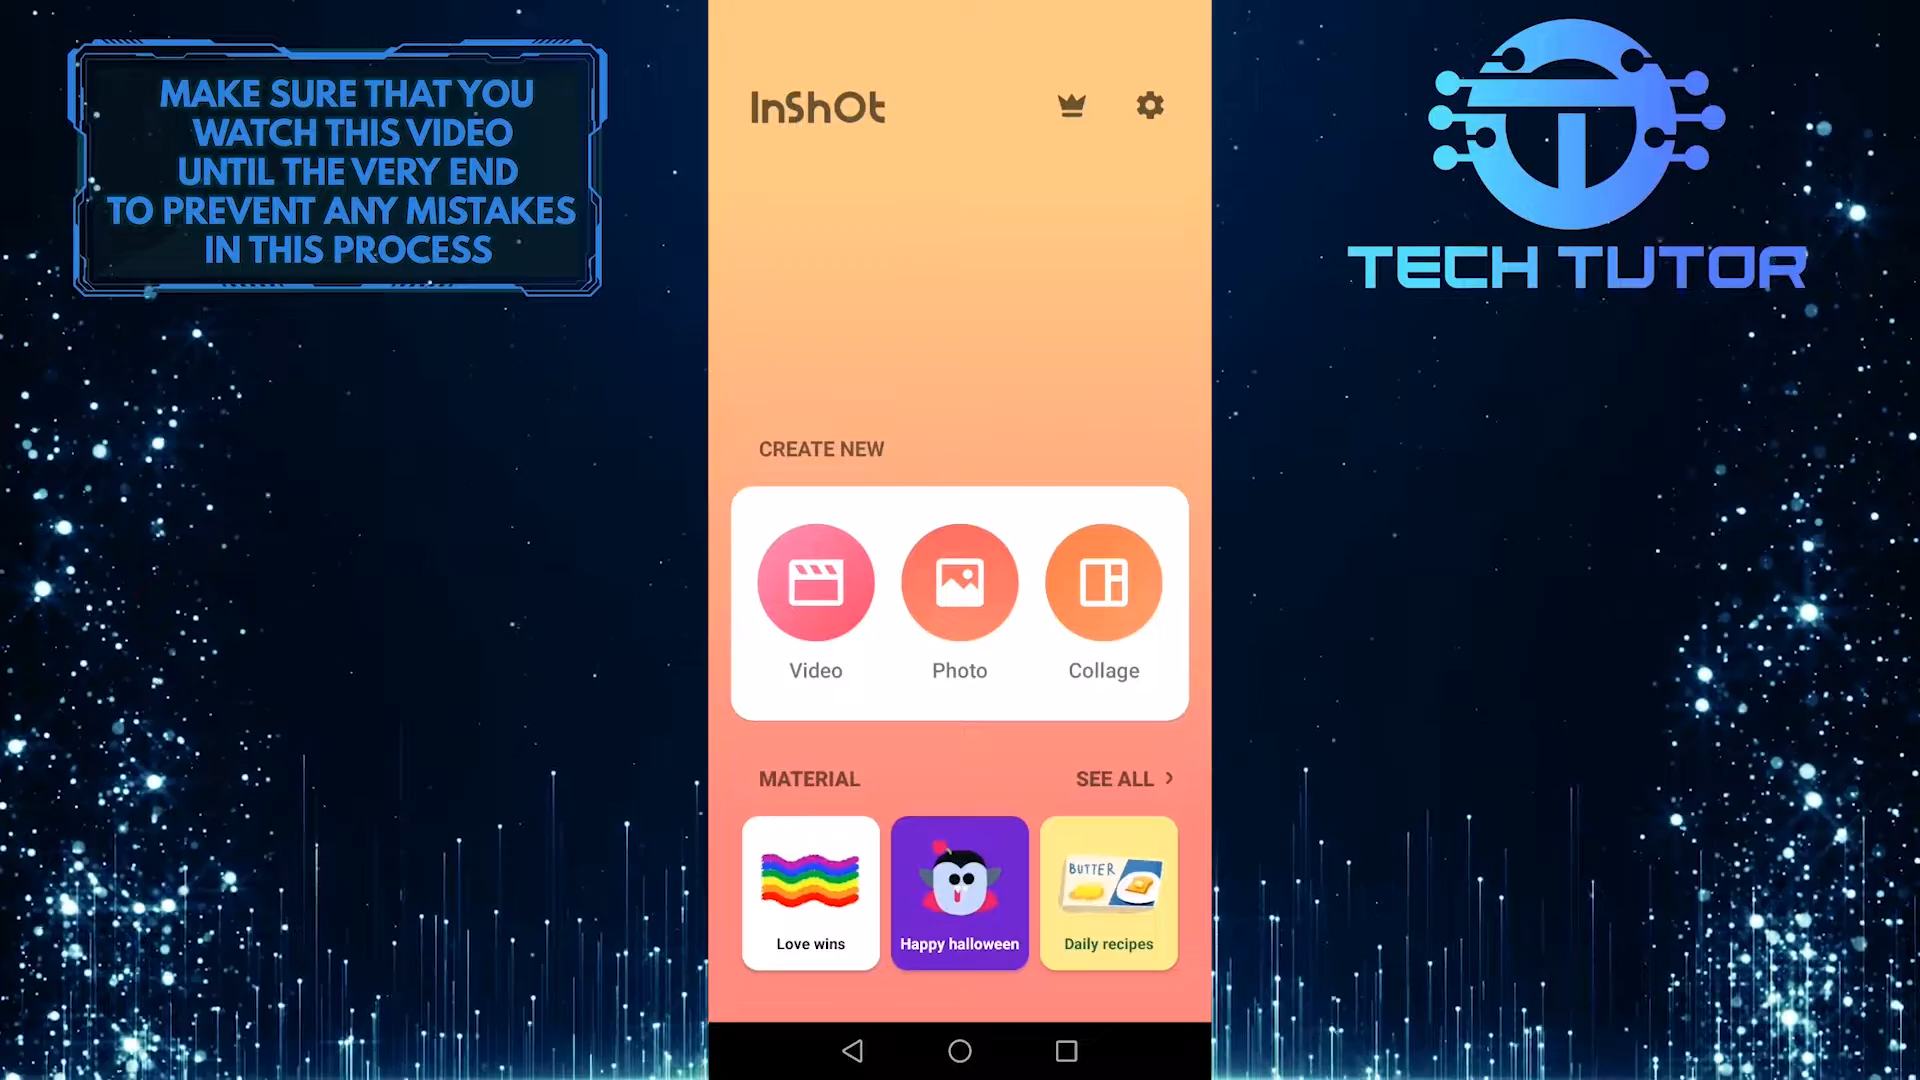 MAKE SURE THAT YOU
WATCH THIS VIDEO
UNTIL THE VERY END
TO PREVENT ANY MISTAKES
IN THIS PROCESS
InShOt
TECH TUTOR
CREATE NEW
Video
Photo
Collage
MATERIAL
SEE ALL >
BUTTER
Love wins
Happy halloween
Daily recipes